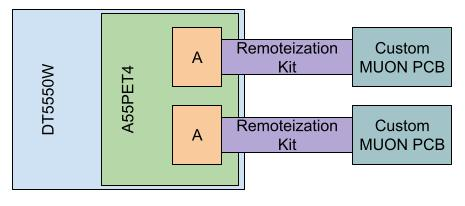 DT5550W
A55PET4
A
Remoteization
Kit
Custom
MUON PCB
A
Remoteization
Kit
Custom
MUON PCB